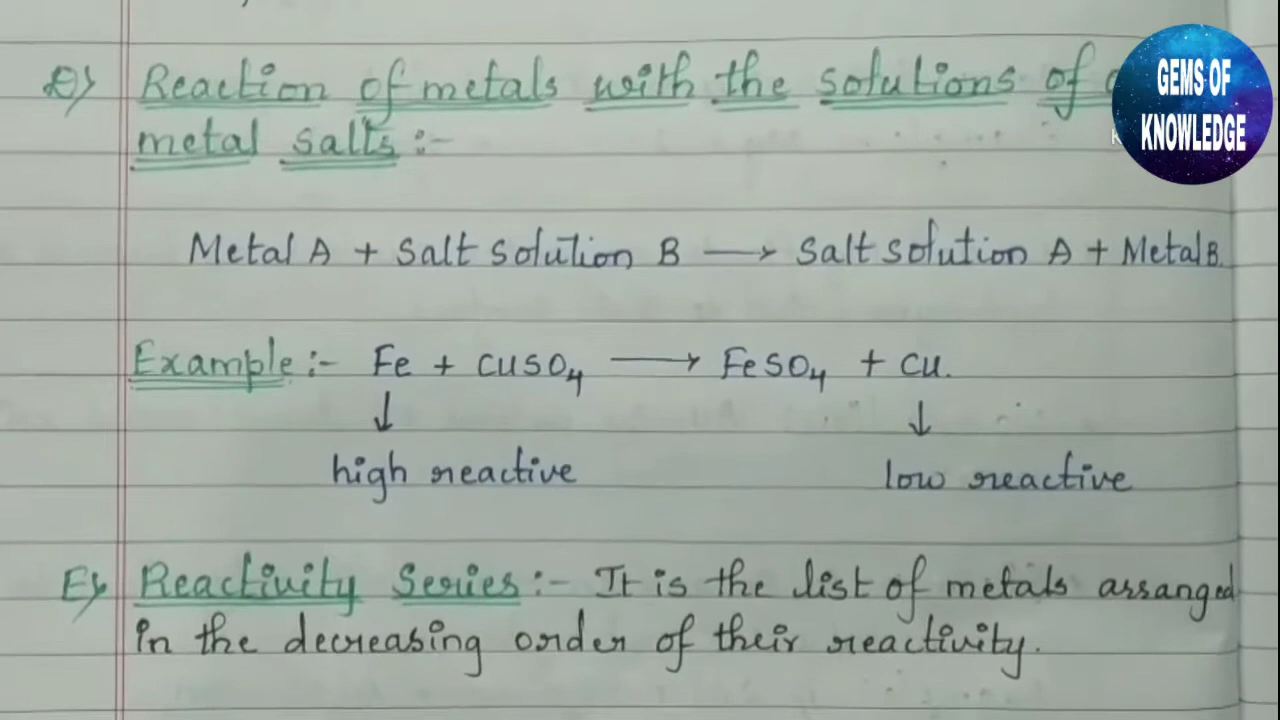 D) Reaction of metals with the solutions of
metal salts :-
GEMS OF
KNOWLEDGE
Metal A + Salt solution B → Salt solution A + Metal B.
Example :- Fe + CuSO₄ → FeSO₄ + Cu.
↓ ↓
high reactive low reactive
E) Reactivity Series :- It is the list of metals arranged
in the decreasing order of their reactivity.